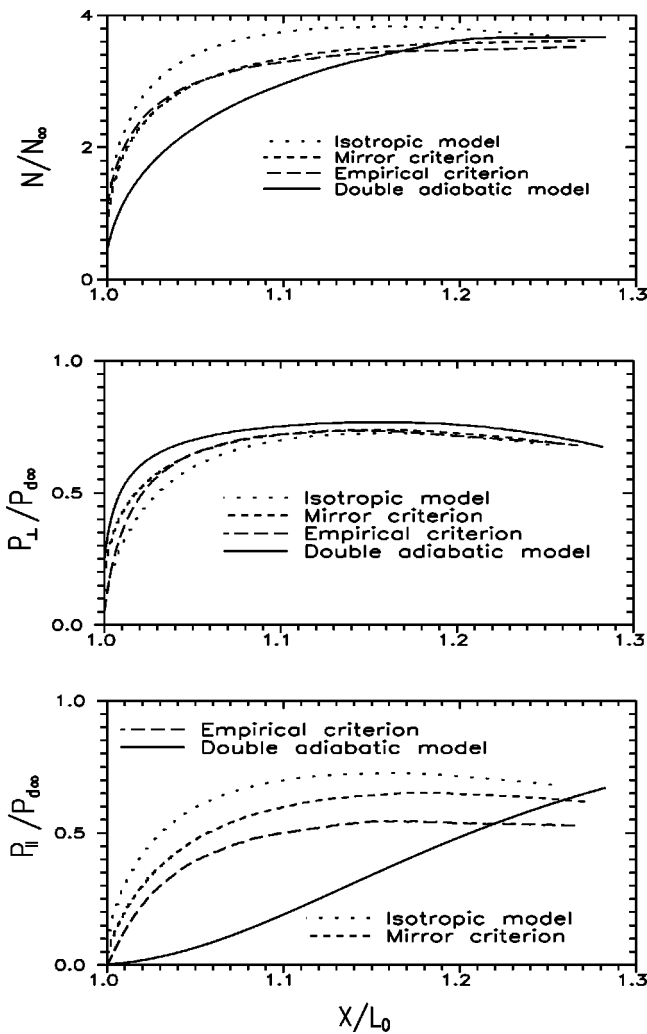 4
2
0
N/N∞
Isotropic model
Mirror criterion
Empirical criterion
Double adiabatic model
1.0
1.1
1.2
1.3
1.0
0.5
0.0
P⊥/Pd∞
Isotropic model
Mirror criterion
Empirical criterion
Double adiabatic model
1.0
1.1
1.2
1.3
1.0
0.5
0.0
P||/Pd∞
Empirical criterion
Double adiabatic model
Isotropic model
Mirror criterion
1.0
1.1
1.2
1.3
X/L0